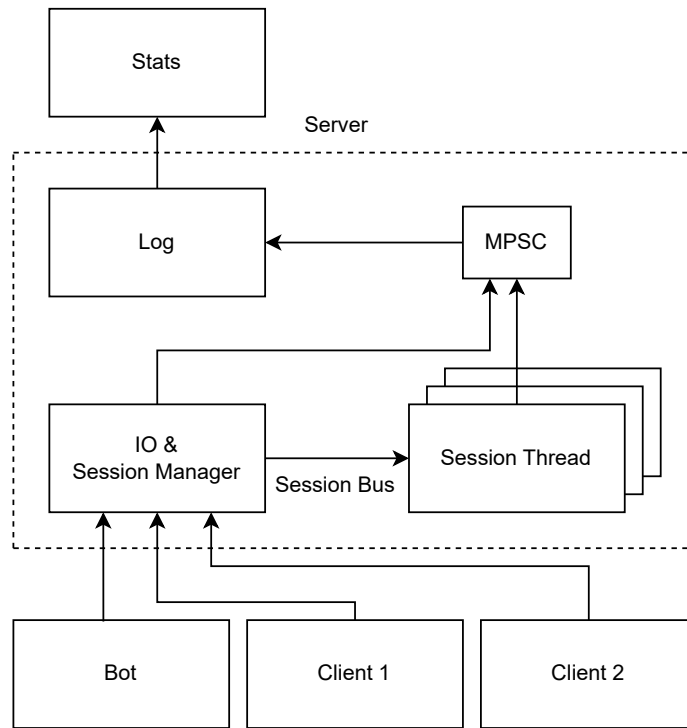 Stats
Server
Log
MPSC
IO &
Session Manager
Session Bus
Session Thread
Bot
Client 1
Client 2